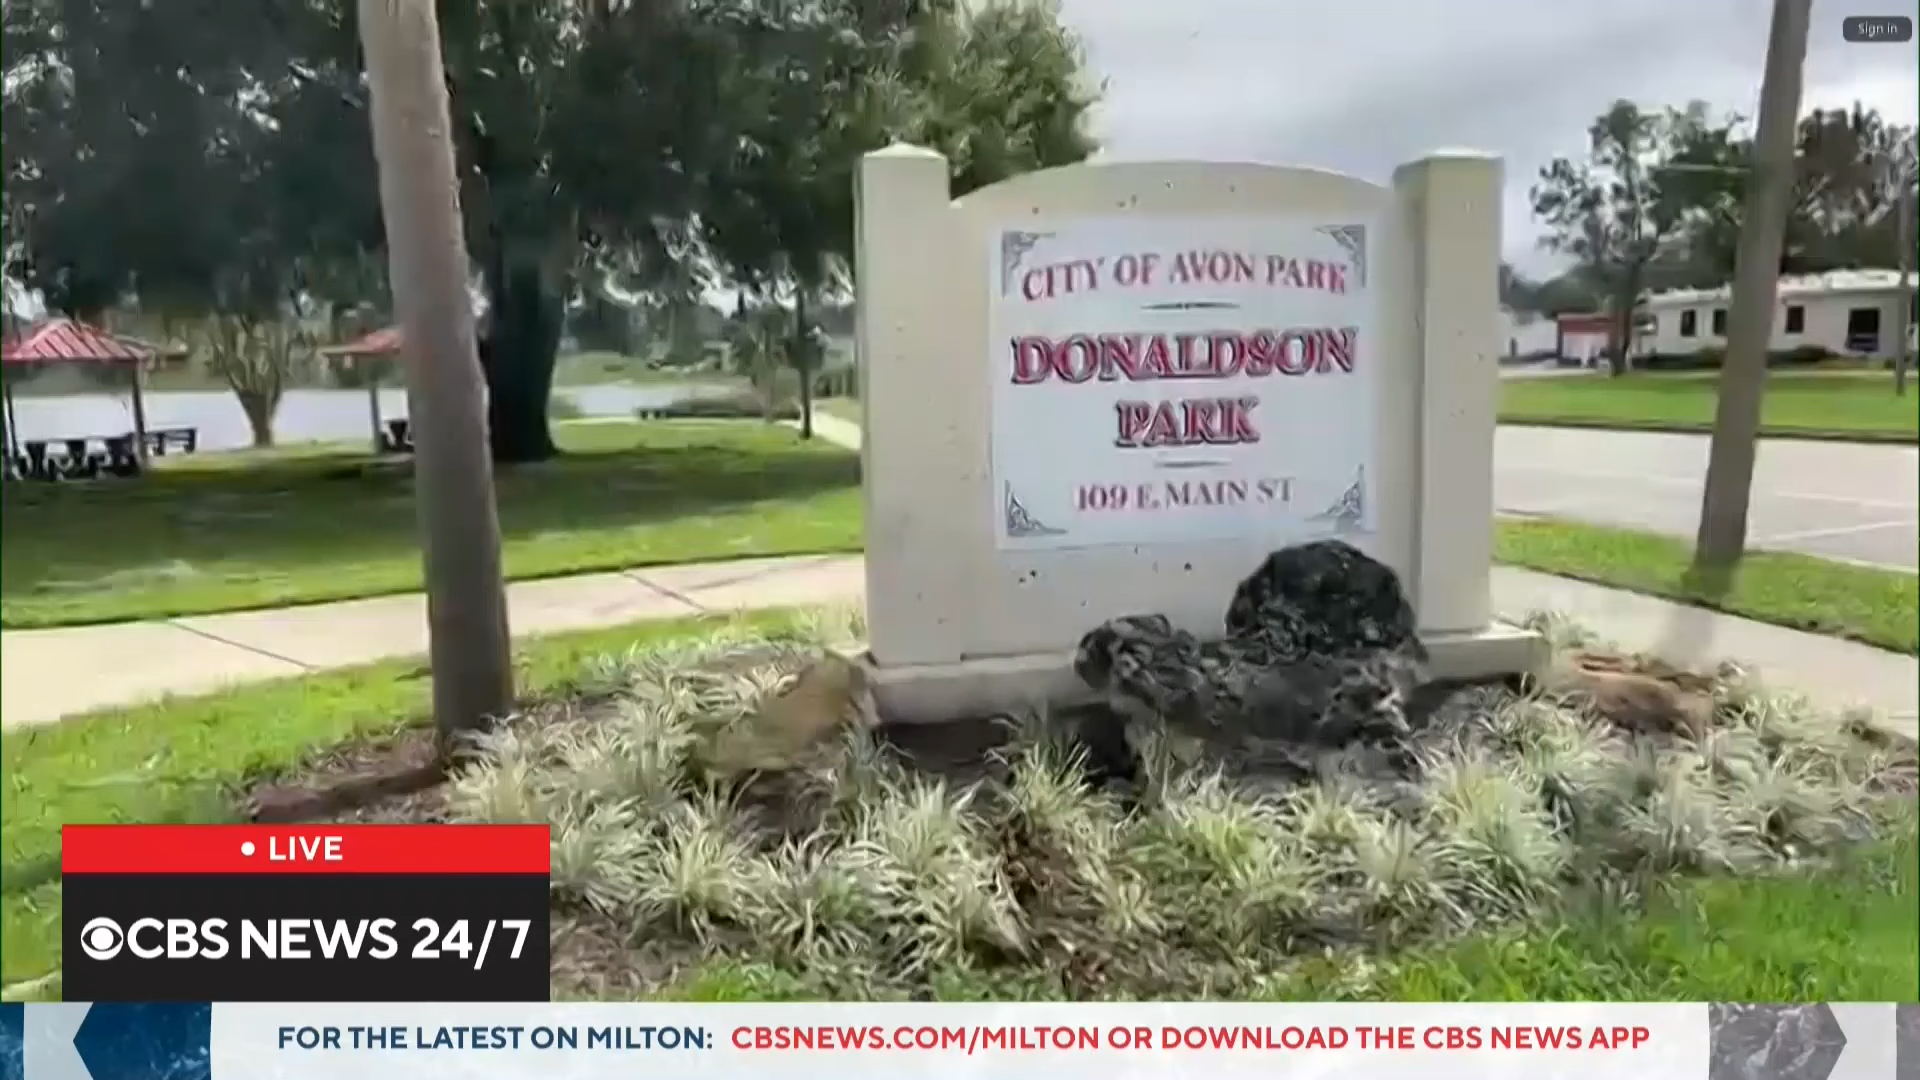 Sign in
CITY OF AVON PARK
DONALDSON
PARK
109 E. MAIN ST
LIVE
CBS NEWS 24/7
FOR THE LATEST ON MILTON: CBSNEWS.COM/MILTON OR DOWNLOAD THE CBS NEWS APP